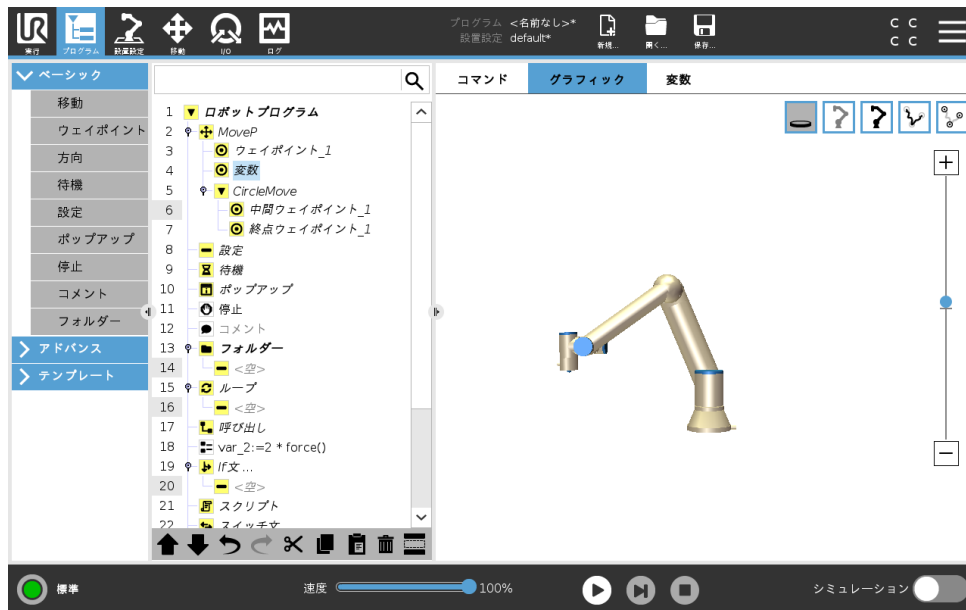 UR
実行 プログラム 設置設定 移動 I/O ログ
プログラム <名前なし>*
設置設定 default*
新規... 開く... 保存...
C C
C C
ベーシック
移動
ウェイポイント
方向
待機
設定
ポップアップ
停止
コメント
フォルダー
アドバンス
テンプレート
1 ロボットプログラム
2 MoveP
3 ウェイポイント_1
4 変数
5 CircleMove
6 中間ウェイポイント_1
7 終点ウェイポイント_1
8 設定
9 待機
10 ポップアップ
11 停止
12 コメント
13 フォルダー
14 <空>
15 ループ
16 <空>
17 呼び出し
18 var_2:=2 * force()
19 If文 ...
20 <空>
21 スクリプト
22 スイッチ文
コマンド グラフィック 変数
標準
速度 100%
シミュレーション